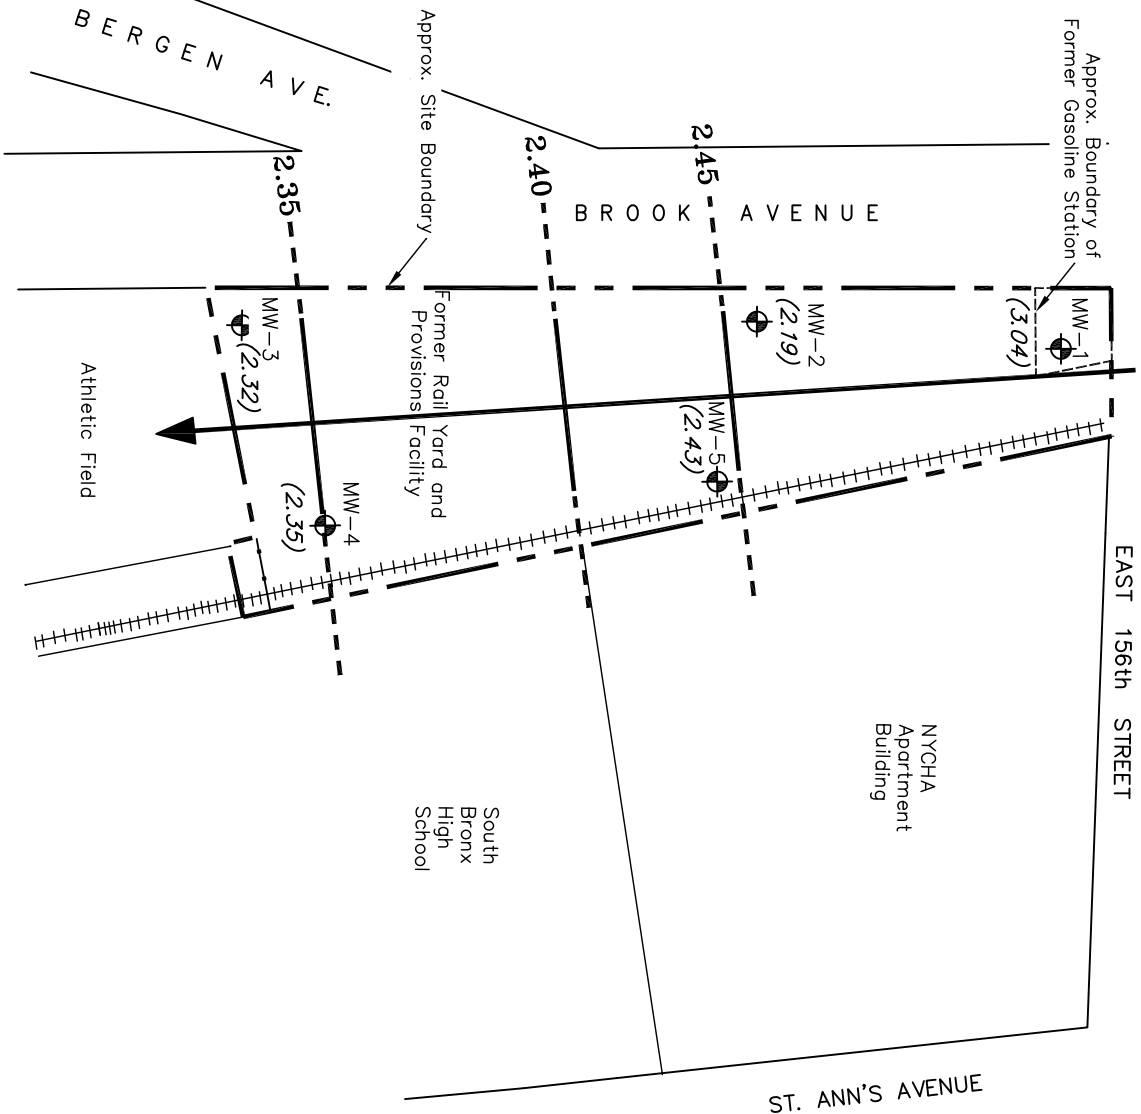 BERGEN AVE.
Approx. Site Boundary
Approx. Boundary of
Former Gasoline Station
2.35
2.40
2.45
BROOK AVENUE
MW-1
(3.04)
MW-2
(2.19)
MW-3
(2.32)
Former Rail Yard and
Provisions Facility
MW-5
(2.43)
MW-4
(2.35)
Athletic Field
EAST 156th STREET
NYCHA
Apartment
Building
South
Bronx
High
School
ST. ANN'S AVENUE